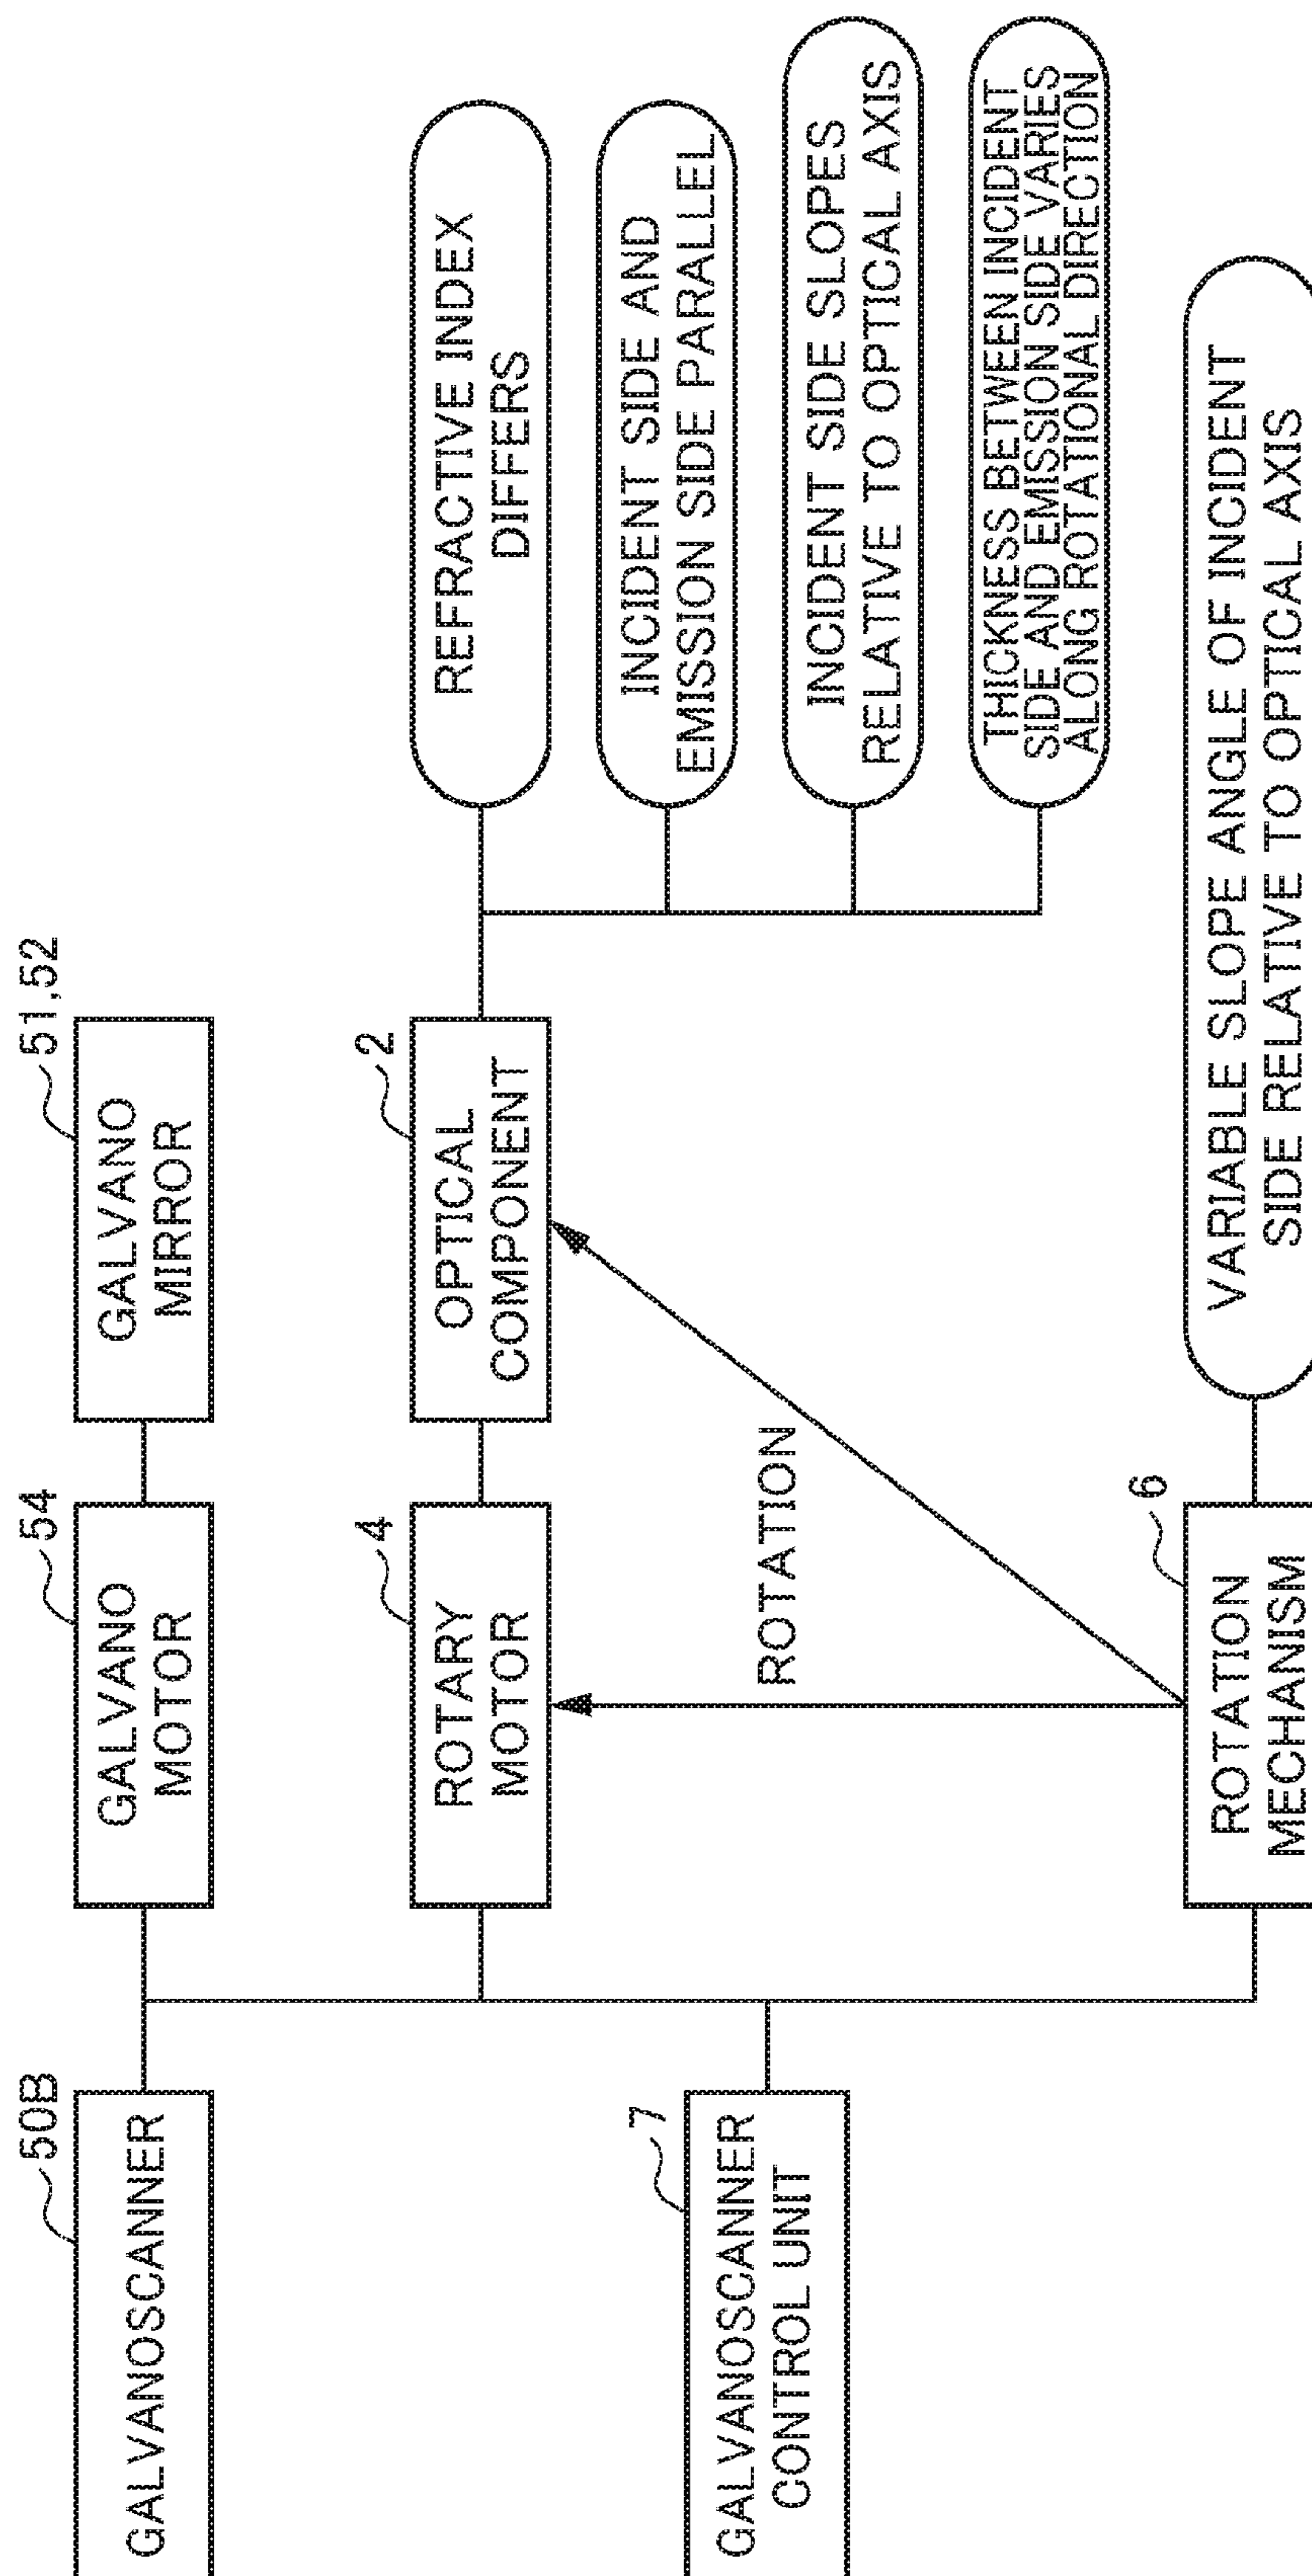 50B
GALVANOSCANNER
54
GALVANO
MOTOR
51,52
GALVANO
MIRROR
4
ROTARY
MOTOR
2
OPTICAL
COMPONENT
REFRACTIVE INDEX
DIFFERS
INCIDENT SIDE AND
EMISSION SIDE PARALLEL
INCIDENT SIDE SLOPES
RELATIVE TO OPTICAL AXIS
THICKNESS BETWEEN INCIDENT
SIDE AND EMISSION SIDE VARIES
ALONG ROTATIONAL DIRECTION
7
GALVANOSCANNER
CONTROL UNIT
ROTATION
6
ROTATION
MECHANISM
VARIABLE SLOPE ANGLE OF INCIDENT
SIDE RELATIVE TO OPTICAL AXIS